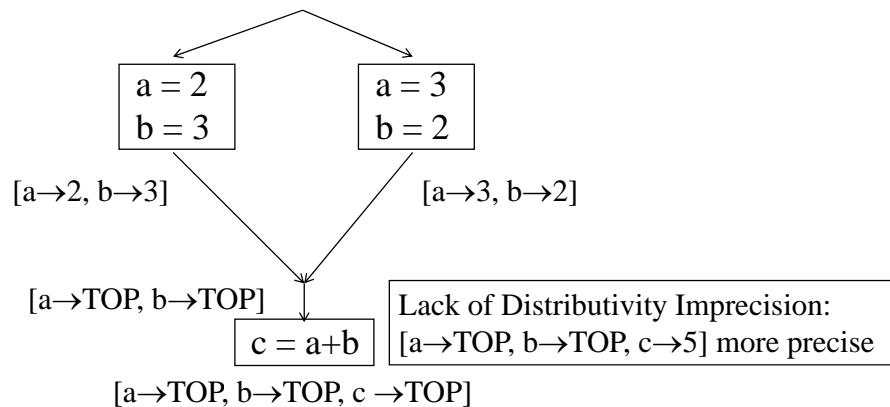 a = 2
b = 3
a = 3
b = 2
[a→2, b→3]
[a→3, b→2]
[a→TOP, b→TOP]
c = a+b
Lack of Distributivity Imprecision:
[a→TOP, b→TOP, c→5] more precise
[a→TOP, b→TOP, c →TOP]